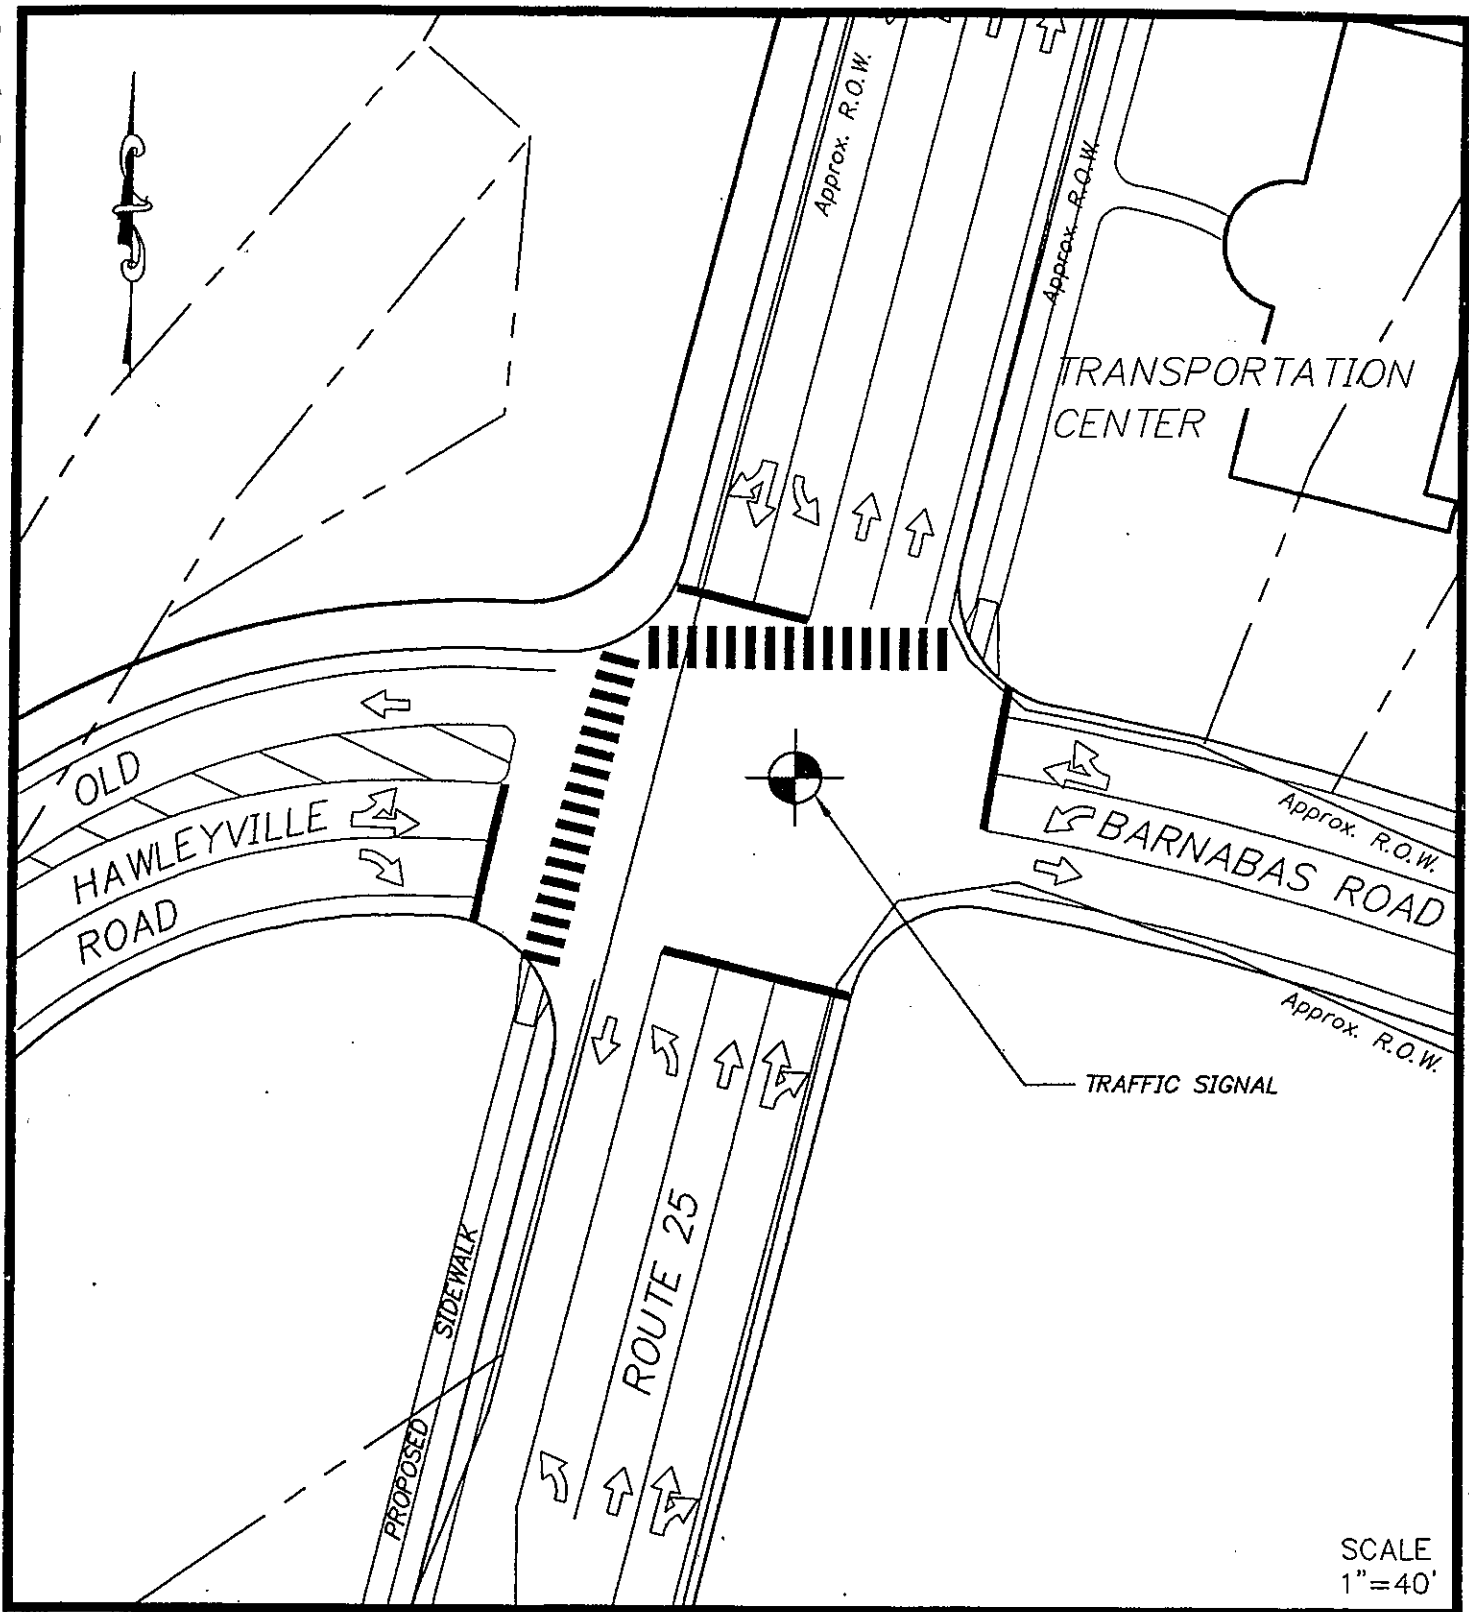 Approx. R.O.W.
Approx. R.O.W.
TRANSPORTATION
CENTER
OLD
HAWLEYVILLE
ROAD
BARNABAS ROAD
Approx. R.O.W.
Approx. R.O.W.
TRAFFIC SIGNAL
ROUTE 25
PROPOSED SIDEWALK
SCALE
1"=40'